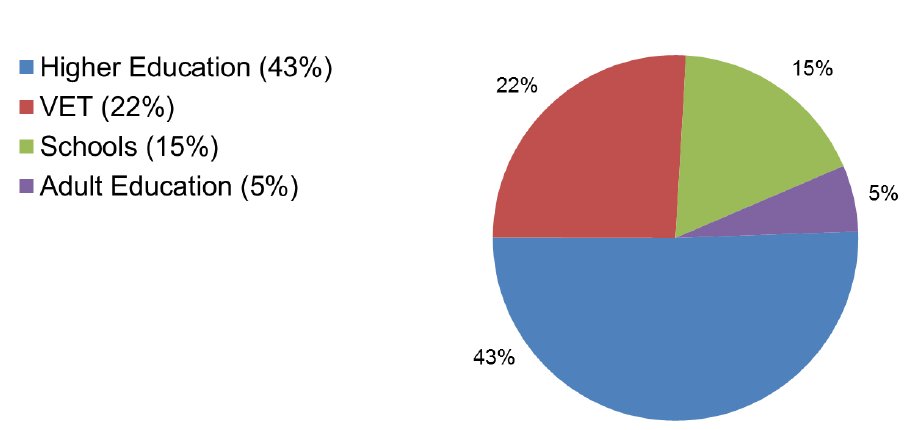 Higher Education (43%)
VET (22%)
Schools (15%)
Adult Education (5%)
22%
15%
5%
43%